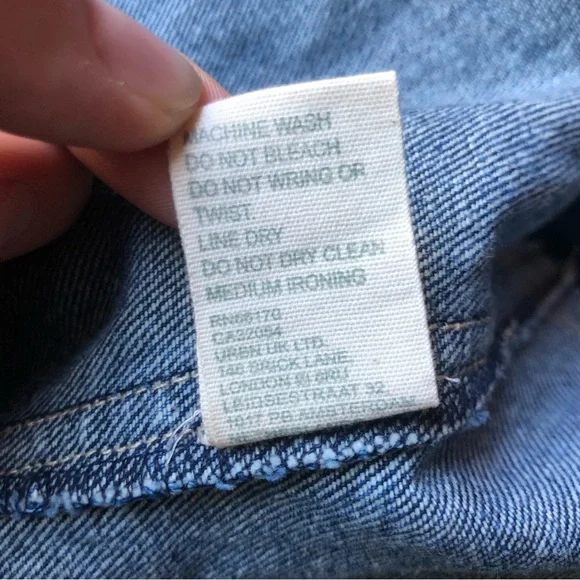 MACHINE WASH
DO NOT BLEACH
DO NOT WRING OR
TWIST.
LINE DRY
DO NOT DRY CLEAN
MEDIUM IRONING
RN66170
CA32054
URBN UK LTD.
146 BRICK LANE,
LONDON E1 6RU
LEIDSESTRAAT 32,
1017 PB AMSTERDAM